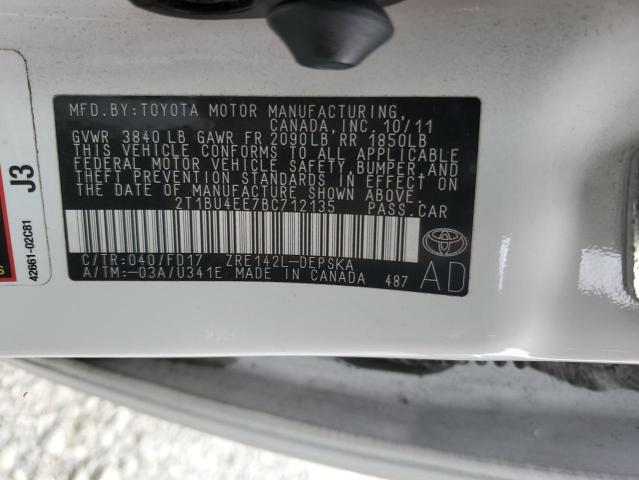 MFD.BY:TOYOTA MOTOR MANUFACTURING,
CANADA, INC. 10/11
GVWR 3840 LB GAWR FR 2090LB RR 1850LB
THIS VEHICLE CONFORMS TO ALL APPLICABLE
FEDERAL MOTOR VEHICLE SAFETY, BUMPER, AND
THEFT PREVENTION STANDARDS IN EFFECT ON
THE DATE OF MANUFACTURE SHOWN ABOVE.
2T1BU4EE7BC712135 PASS.CAR
C/TR:040/FD17 ZRE142L-DEPSKA
A/TM:-03A/U341E MADE IN CANADA 487
AD
J3
42661-02C81
S